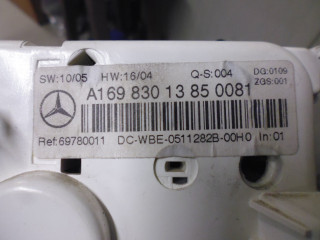 SW:10/05 HW:16/04 Q-S:004 DG:0109
ZGS:001
A169 830 13 85 0081
Ref:69780011 DC-WBE-0511282B-00H0 In:01